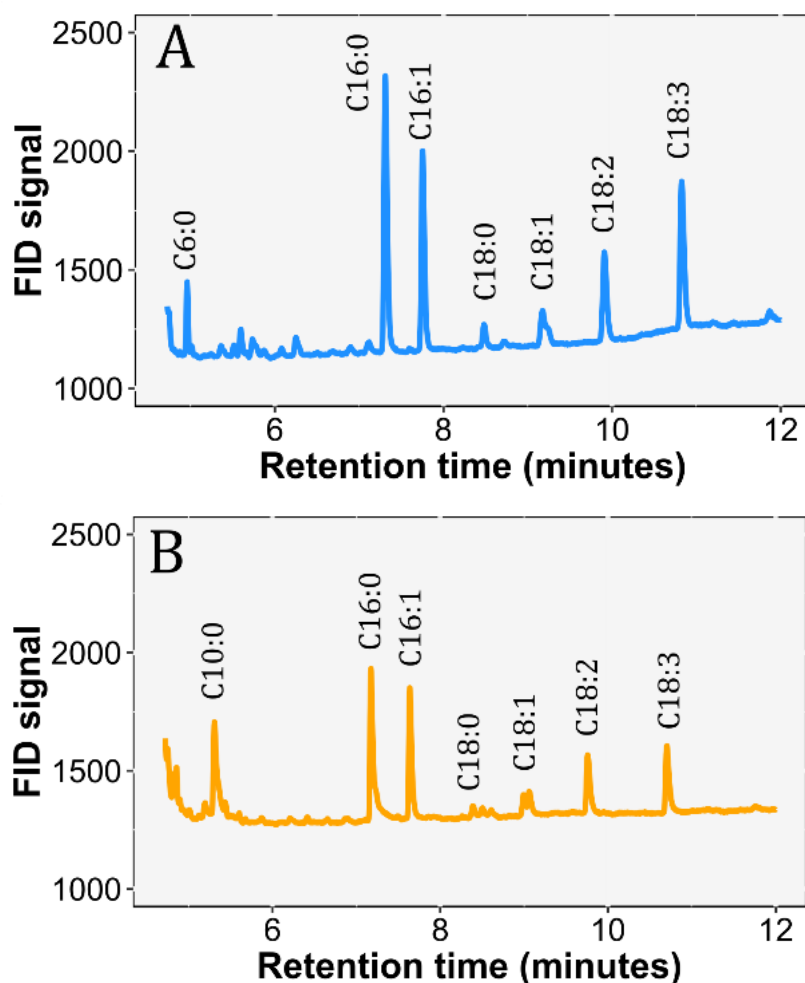 A
FID signal
2500
2000
1500
1000
C6:0
C16:0
C16:1
C18:0
C18:1
C18:2
C18:3
6
8
10
12
Retention time (minutes)
B
FID signal
2500
2000
1500
1000
C10:0
C16:0
C16:1
C18:0
C18:1
C18:2
C18:3
6
8
10
12
Retention time (minutes)